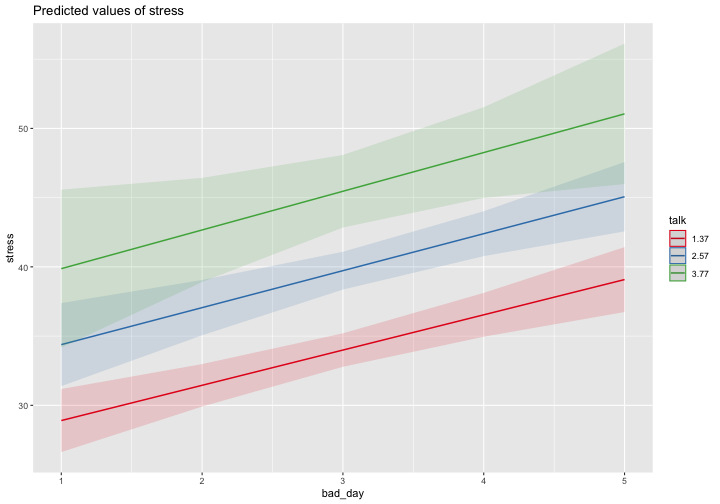 Predicted values of stress
stress
50
40
30
1 2 3 4 5
bad_day
talk
1.37
2.57
3.77